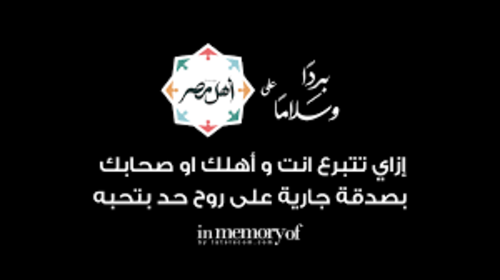 بردًا
وسلامًا
على
أهل مصر
إزاي تتبرع انت و أهلك او صحابك
بصدقة جارية على روح حد بتحبه
in memory of